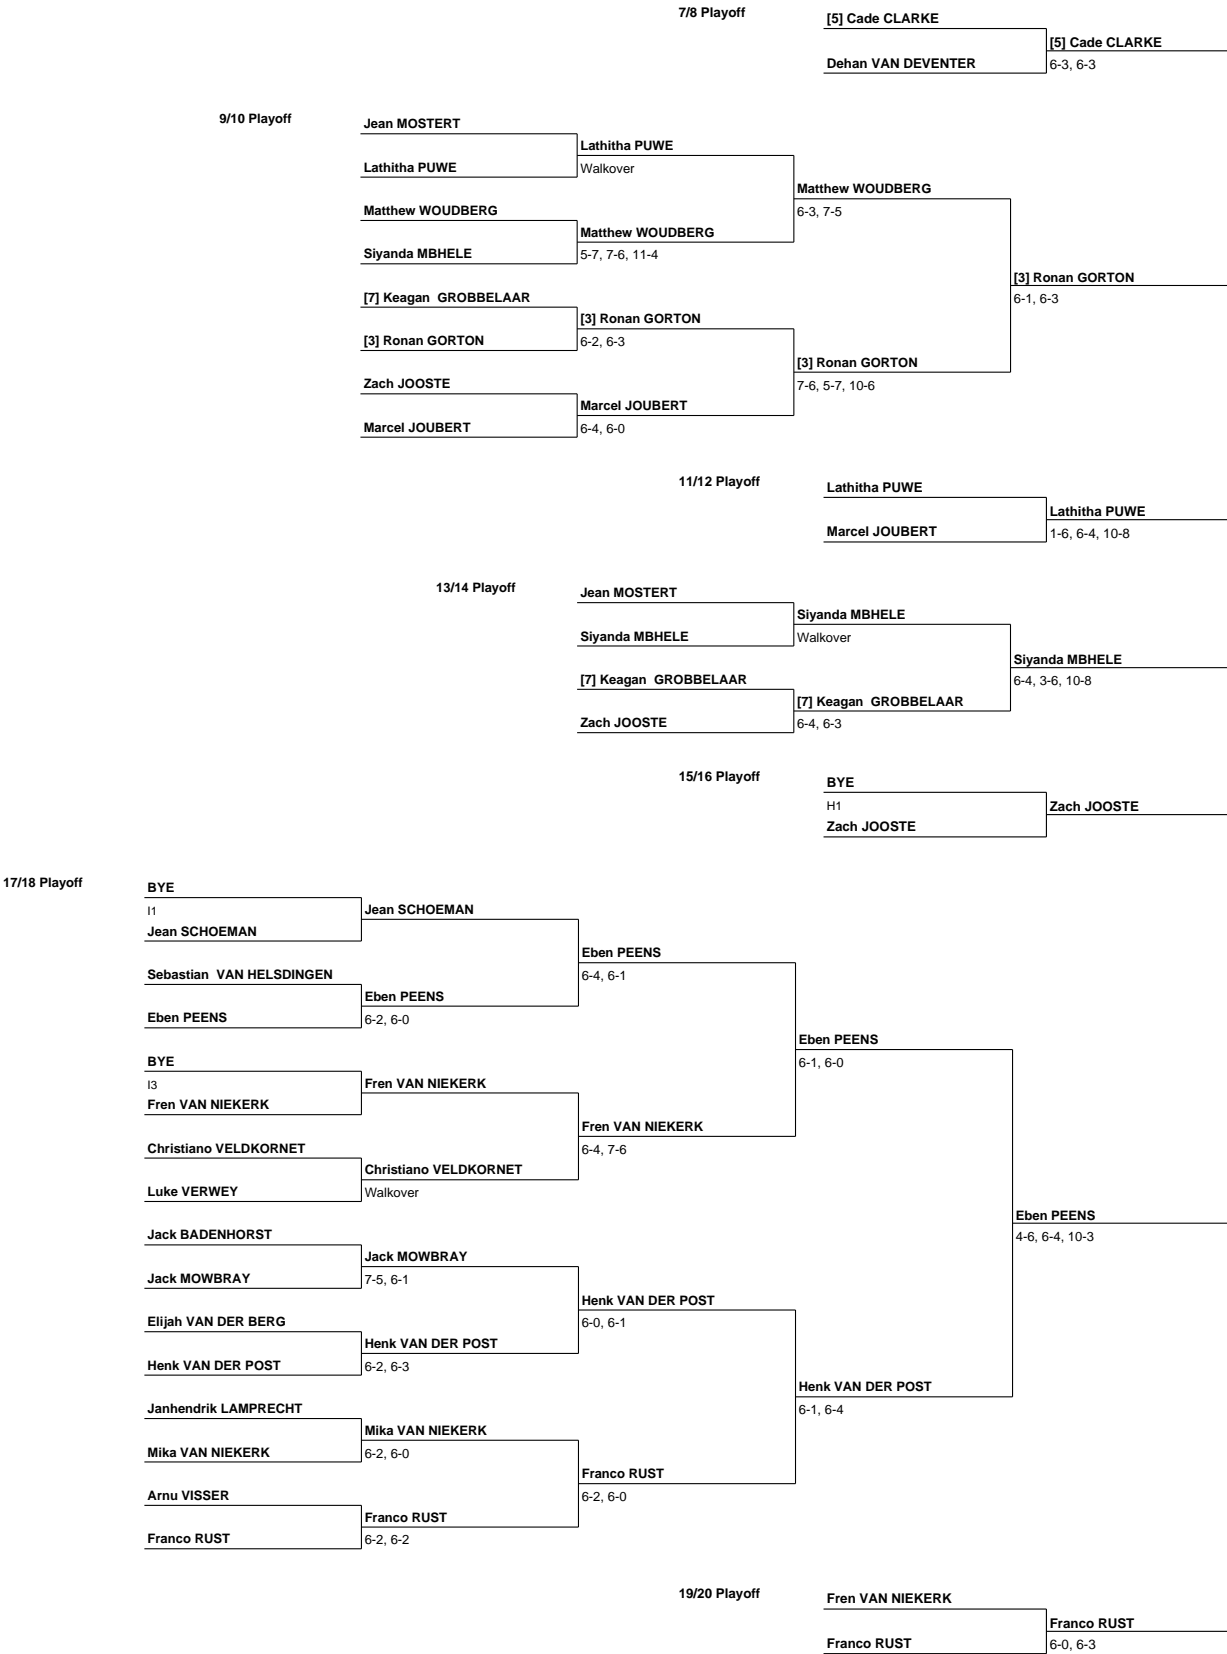 7/8 Playoff
[5] Cade CLARKE
[5] Cade CLARKE
Dehan VAN DEVENTER
6-3, 6-3
9/10 Playoff
Jean MOSTERT
Lathitha PUWE
Lathitha PUWE
Walkover
Matthew WOUDBERG
6-3, 7-5
Matthew WOUDBERG
Matthew WOUDBERG
Siyanda MBHELE
5-7, 7-6, 11-4
[3] Ronan GORTON
6-1, 6-3
[7] Keagan  GROBBELAAR
[3] Ronan GORTON
[3] Ronan GORTON
6-2, 6-3
[3] Ronan GORTON
7-6, 5-7, 10-6
Zach JOOSTE
Marcel JOUBERT
Marcel JOUBERT
6-4, 6-0
11/12 Playoff
Lathitha PUWE
Lathitha PUWE
Marcel JOUBERT
1-6, 6-4, 10-8
13/14 Playoff
Jean MOSTERT
Siyanda MBHELE
Siyanda MBHELE
Walkover
Siyanda MBHELE
6-4, 3-6, 10-8
[7] Keagan  GROBBELAAR
[7] Keagan  GROBBELAAR
Zach JOOSTE
6-4, 6-3
15/16 Playoff
BYE
H1
Zach JOOSTE
Zach JOOSTE
17/18 Playoff
BYE
I1
Jean SCHOEMAN
Jean SCHOEMAN
Eben PEENS
6-4, 6-1
Sebastian  VAN HELSDINGEN
Eben PEENS
Eben PEENS
6-2, 6-0
Eben PEENS
6-1, 6-0
BYE
I3
Fren VAN NIEKERK
Fren VAN NIEKERK
Fren VAN NIEKERK
6-4, 7-6
Christiano VELDKORNET
Christiano VELDKORNET
Luke VERWEY
Walkover
Eben PEENS
4-6, 6-4, 10-3
Jack BADENHORST
Jack MOWBRAY
Jack MOWBRAY
7-5, 6-1
Henk VAN DER POST
6-0, 6-1
Elijah VAN DER BERG
Henk VAN DER POST
Henk VAN DER POST
6-2, 6-3
Henk VAN DER POST
6-1, 6-4
Janhendrik LAMPRECHT
Mika VAN NIEKERK
Mika VAN NIEKERK
6-2, 6-0
Franco RUST
6-2, 6-0
Arnu VISSER
Franco RUST
Franco RUST
6-2, 6-2
19/20 Playoff
Fren VAN NIEKERK
Franco RUST
Franco RUST
6-0, 6-3